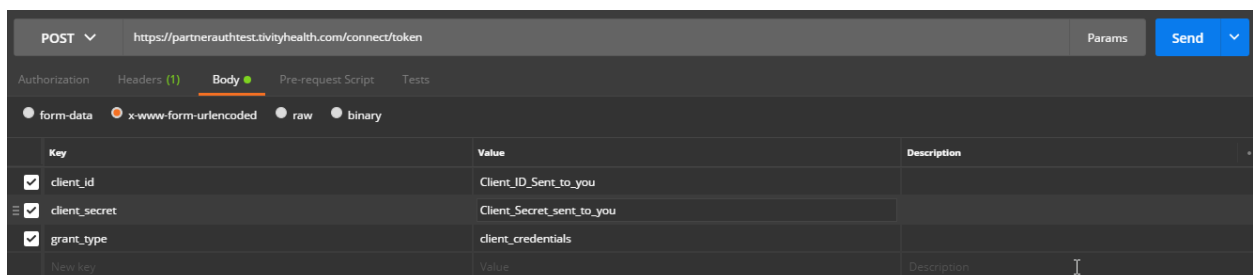 POST https://partnerauthtest.tivityhealth.com/connect/token Params Send
Authorization Headers (1) Body Pre-request Script Tests
form-data x-www-form-urlencoded raw binary
Key Value Description
client_id Client_ID_Sent_to_you
client_secret Client_Secret_sent_to_you
grant_type client_credentials
New key Value Description